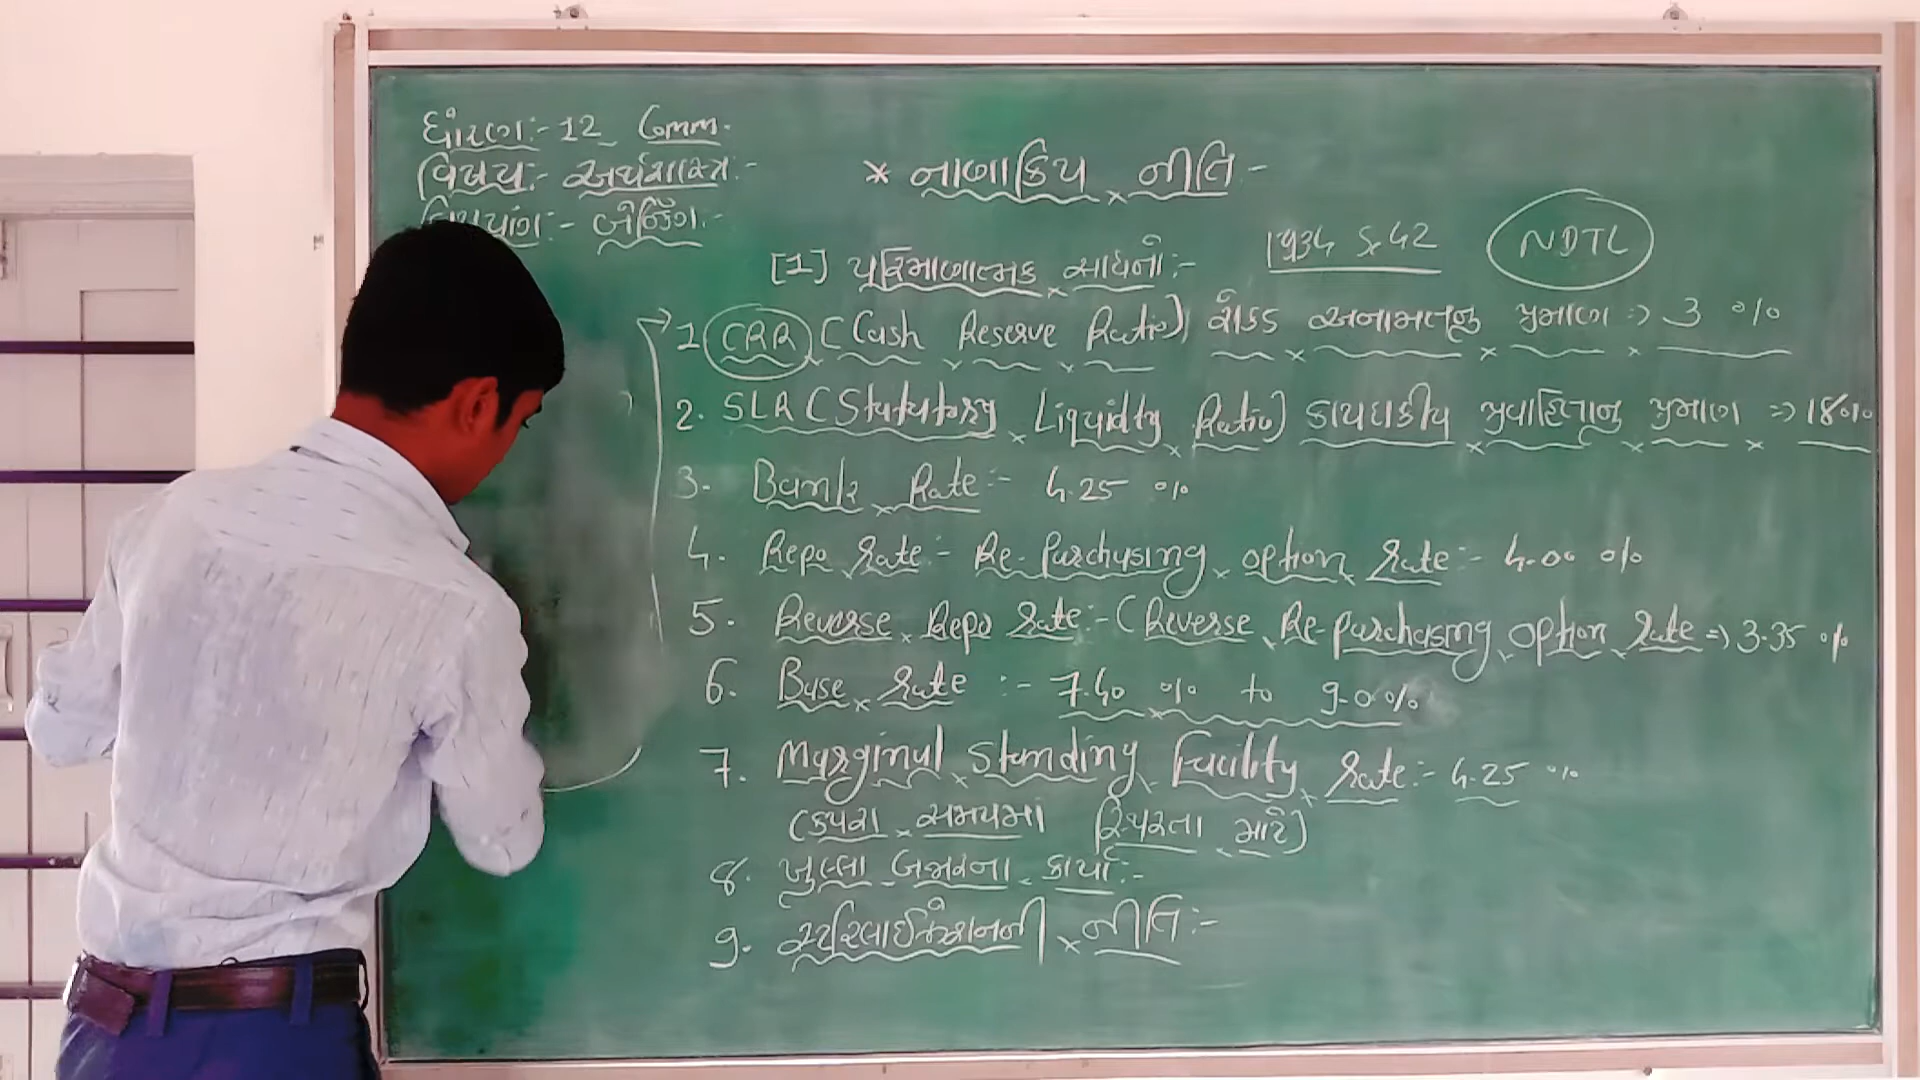 ધોરણ:- 12 Comm.
વિષય:- અર્થશાસ્ત્ર:-
બેન્કિંગ:-
* નાણાકિય નીતિ -
[1] પરિમાણાત્મક સાધનો:-
1934 S.42
NDTL
1 CRR (Cash Reserve Ratio) રોકડ અનામતનુ પ્રમાણ => 3 %
2. SLR (Statutory Liquidity Ratio) કાયદાકીય પ્રવાહિતાનુ પ્રમાણ => 18%
3. Bank Rate:- 4.25 %
4. Repo Rate:- Re-Purchasing option Rate:- 4.00 %
5. Reverse Repo Rate:- (Reverse Re-purchasing option Rate => 3.35 %
6. Base Rate :- 7.40 % to 9.0%
7. Marginal Standing Facility Rate:- 4.25 %
(કપરા સમયમાં સ્થિરતા માટે)
8. ખુલ્લા બજારના કાર્યો:-
9. સ્ટરિલાઈઝેશનની નીતિ:-